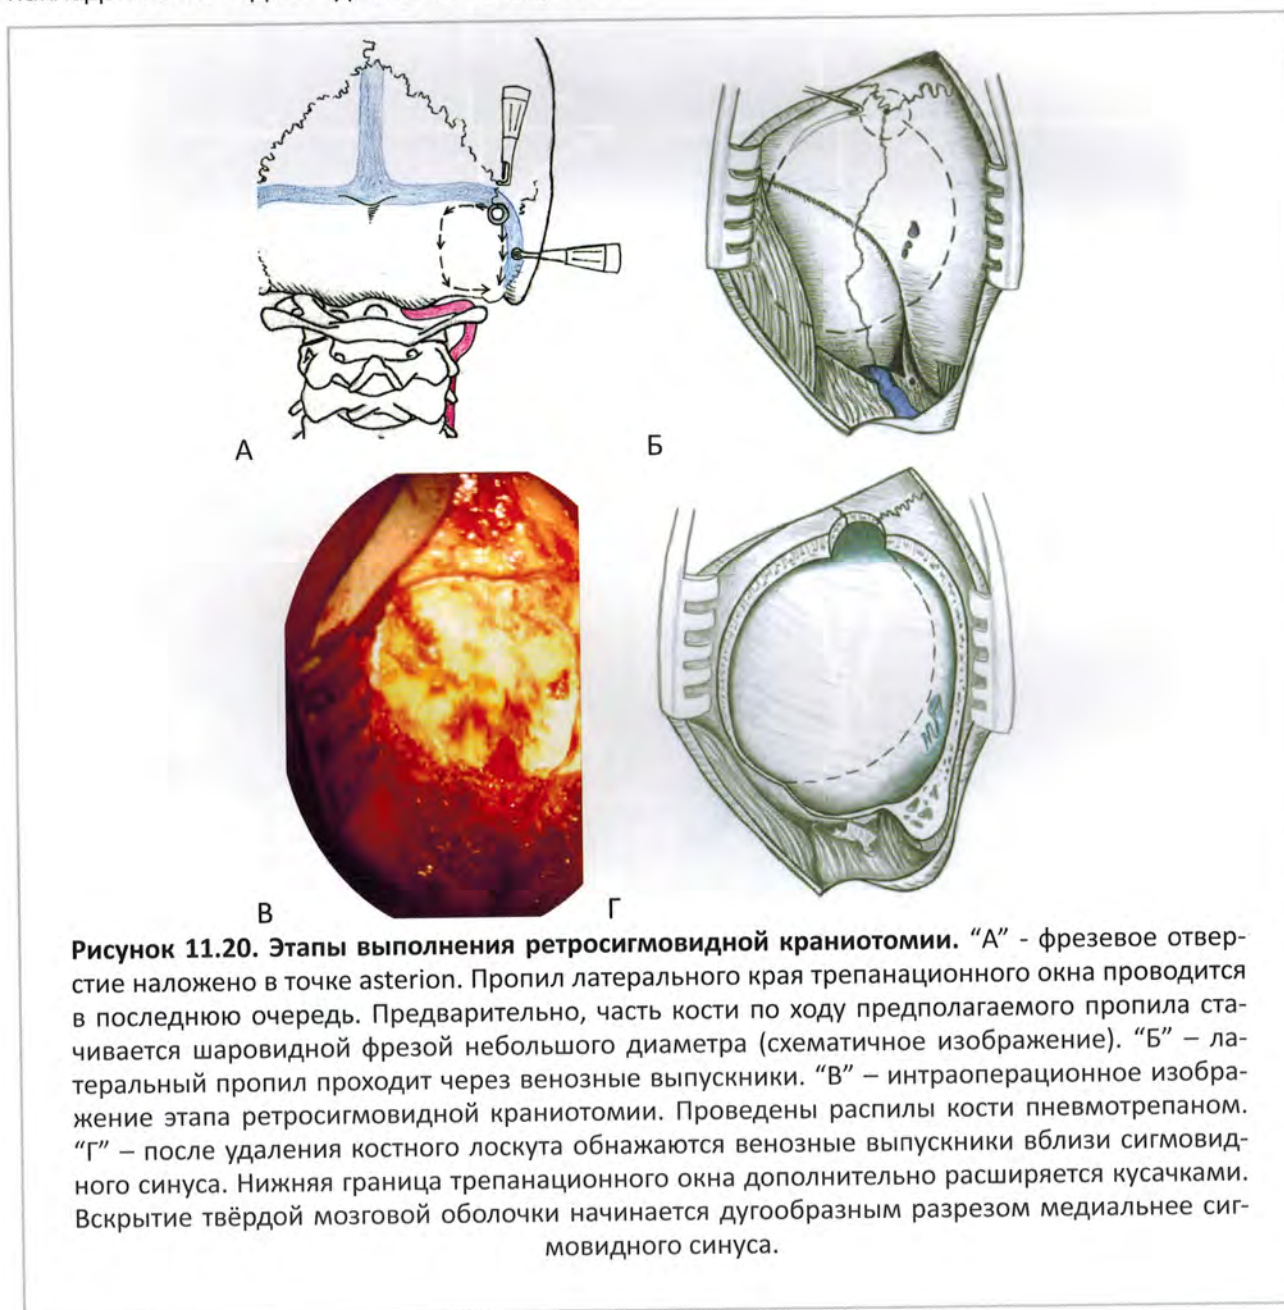 А
Б
В
Г
Рисунок 11.20. Этапы выполнения ретросигмовидной краниотомии. “А” - фрезевое отвер-
стие наложено в точке asterion. Пропил латерального края трепанационного окна проводится
в последнюю очередь. Предварительно, часть кости по ходу предполагаемого пропила ста-
чивается шаровидной фрезой небольшого диаметра (схематичное изображение). “Б” – ла-
теральный пропил проходит через венозные выпускники. “В” – интраоперационное изобра-
жение этапа ретросигмовидной краниотомии. Проведены распилы кости пневмотрепаном.
“Г” – после удаления костного лоскута обнажаются венозные выпускники вблизи сигмовид-
ного синуса. Нижняя граница трепанационного окна дополнительно расширяется кусачками.
Вскрытие твёрдой мозговой оболочки начинается дугообразным разрезом медиальнее сиг-
мовидного синуса.